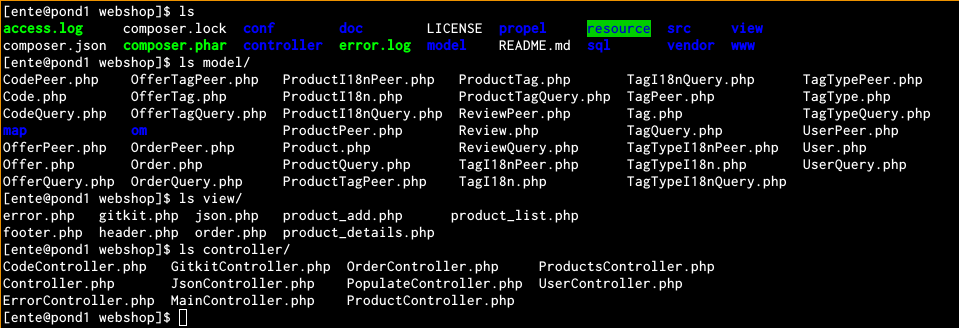 [ente@pond1 webshop]$ ls
access.log composer.lock conf doc LICENSE propel resource src view
composer.json composer.phar controller error.log model README.md sql vendor www
[ente@pond1 webshop]$ ls model/
CodePeer.php OfferTagPeer.php ProductI18nPeer.php ProductTag.php TagI18nQuery.php TagTypePeer.php
Code.php OfferTag.php ProductI18n.php ProductTagQuery.php TagPeer.php TagType.php
CodeQuery.php OfferTagQuery.php ProductI18nQuery.php ReviewPeer.php Tag.php TagTypeQuery.php
map om ProductPeer.php Review.php TagQuery.php UserPeer.php
OfferPeer.php OrderPeer.php Product.php ReviewQuery.php TagTypeI18nPeer.php User.php
Offer.php Order.php ProductQuery.php TagI18nPeer.php TagTypeI18n.php UserQuery.php
OfferQuery.php OrderQuery.php ProductTagPeer.php TagI18n.php TagTypeI18nQuery.php
[ente@pond1 webshop]$ ls view/
error.php gitkit.php json.php product_add.php product_list.php
footer.php header.php order.php product_details.php
[ente@pond1 webshop]$ ls controller/
CodeController.php GitkitController.php OrderController.php ProductsController.php
Controller.php JsonController.php PopulateController.php UserController.php
ErrorController.php MainController.php ProductController.php
[ente@pond1 webshop]$